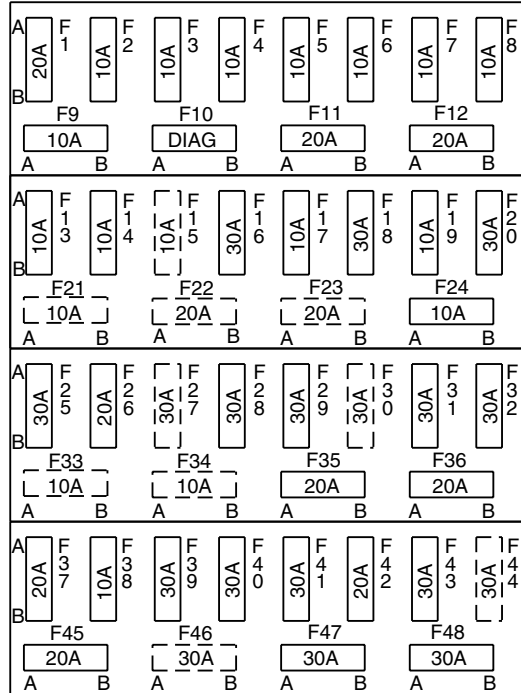 A 20A F1 10A F2 10A F3 10A F4 10A F5 10A F6 10A F7 10A F8
B
F9 F10 F11 F12
10A DIAG 20A 20A
A B A B A B A B
A 10A F13 10A F14 10A F15 30A F16 10A F17 30A F18 10A F19 30A F20
B
F21 F22 F23 F24
10A 20A 20A 10A
A B A B A B A B
A 30A F25 20A F26 30A F27 30A F28 30A F29 30A F30 30A F31 30A F32
B
F33 F34 F35 F36
10A 10A 20A 20A
A B A B A B A B
A 20A F37 10A F38 30A F39 30A F40 30A F41 20A F42 30A F43 30A F44
B
F45 F46 F47 F48
20A 30A 30A 30A
A B A B A B A B